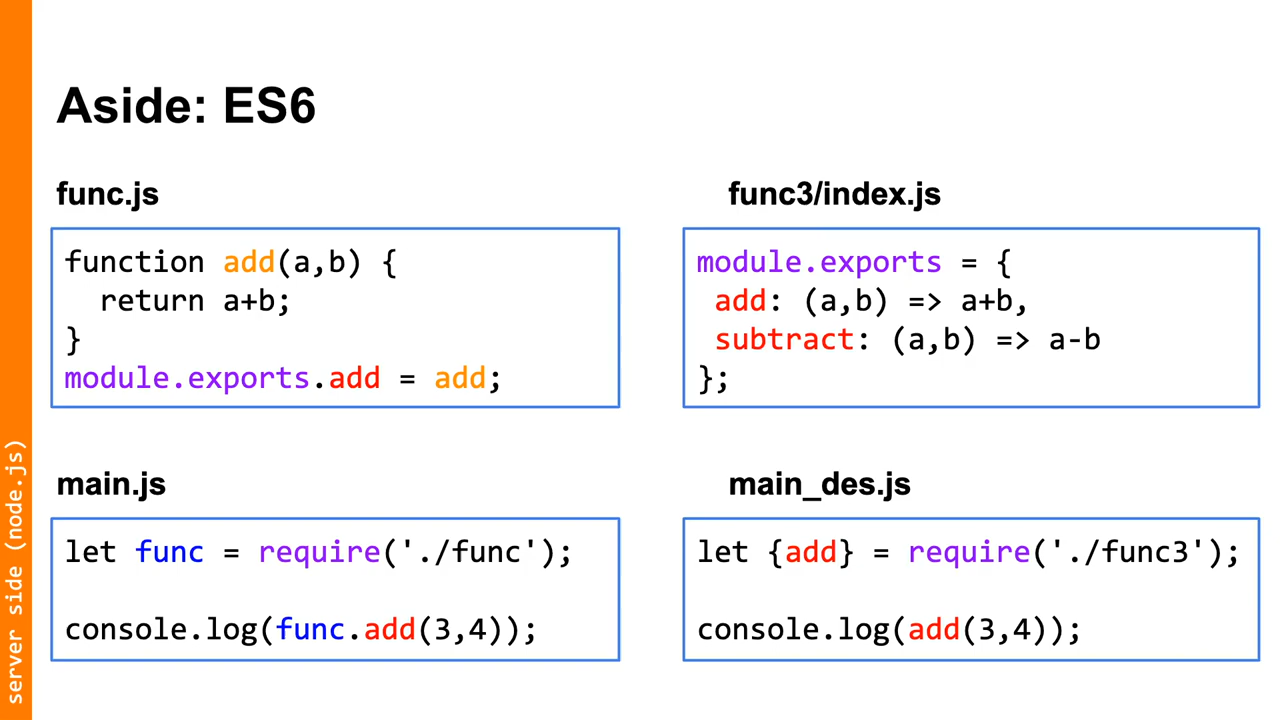 Aside: ES6
func.js
function add(a,b) {
  return a+b;
}
module.exports.add = add;
func3/index.js
module.exports = {
 add: (a,b) => a+b,
 subtract: (a,b) => a-b
};
main.js
let func = require('./func');
console.log(func.add(3,4));
main_des.js
let {add} = require('./func3');
console.log(add(3,4));
server side (node.js)